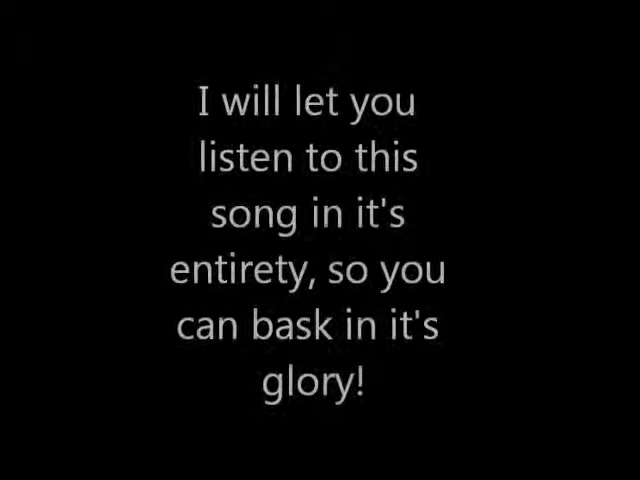 I will let you
listen to this
song in it's
entirety, so you
can bask in it's
glory!